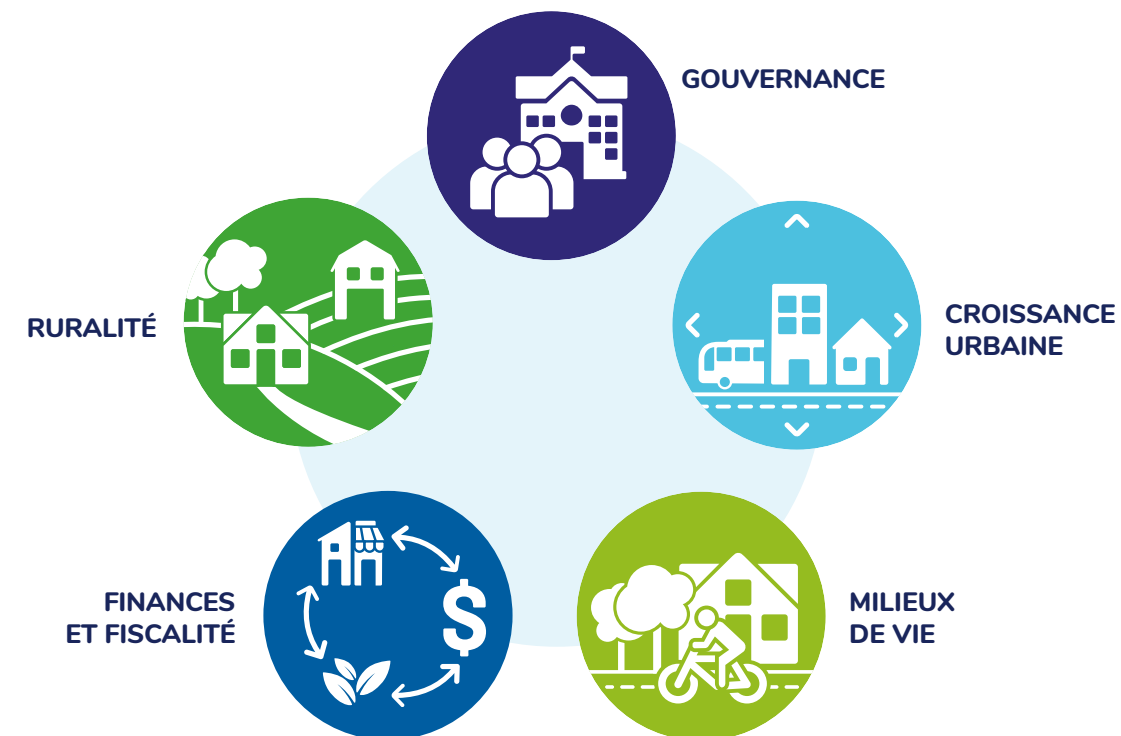 GOUVERNANCE
RURALITÉ
CROISSANCE
URBAINE
FINANCES
ET FISCALITÉ
MILIEUX
DE VIE
$